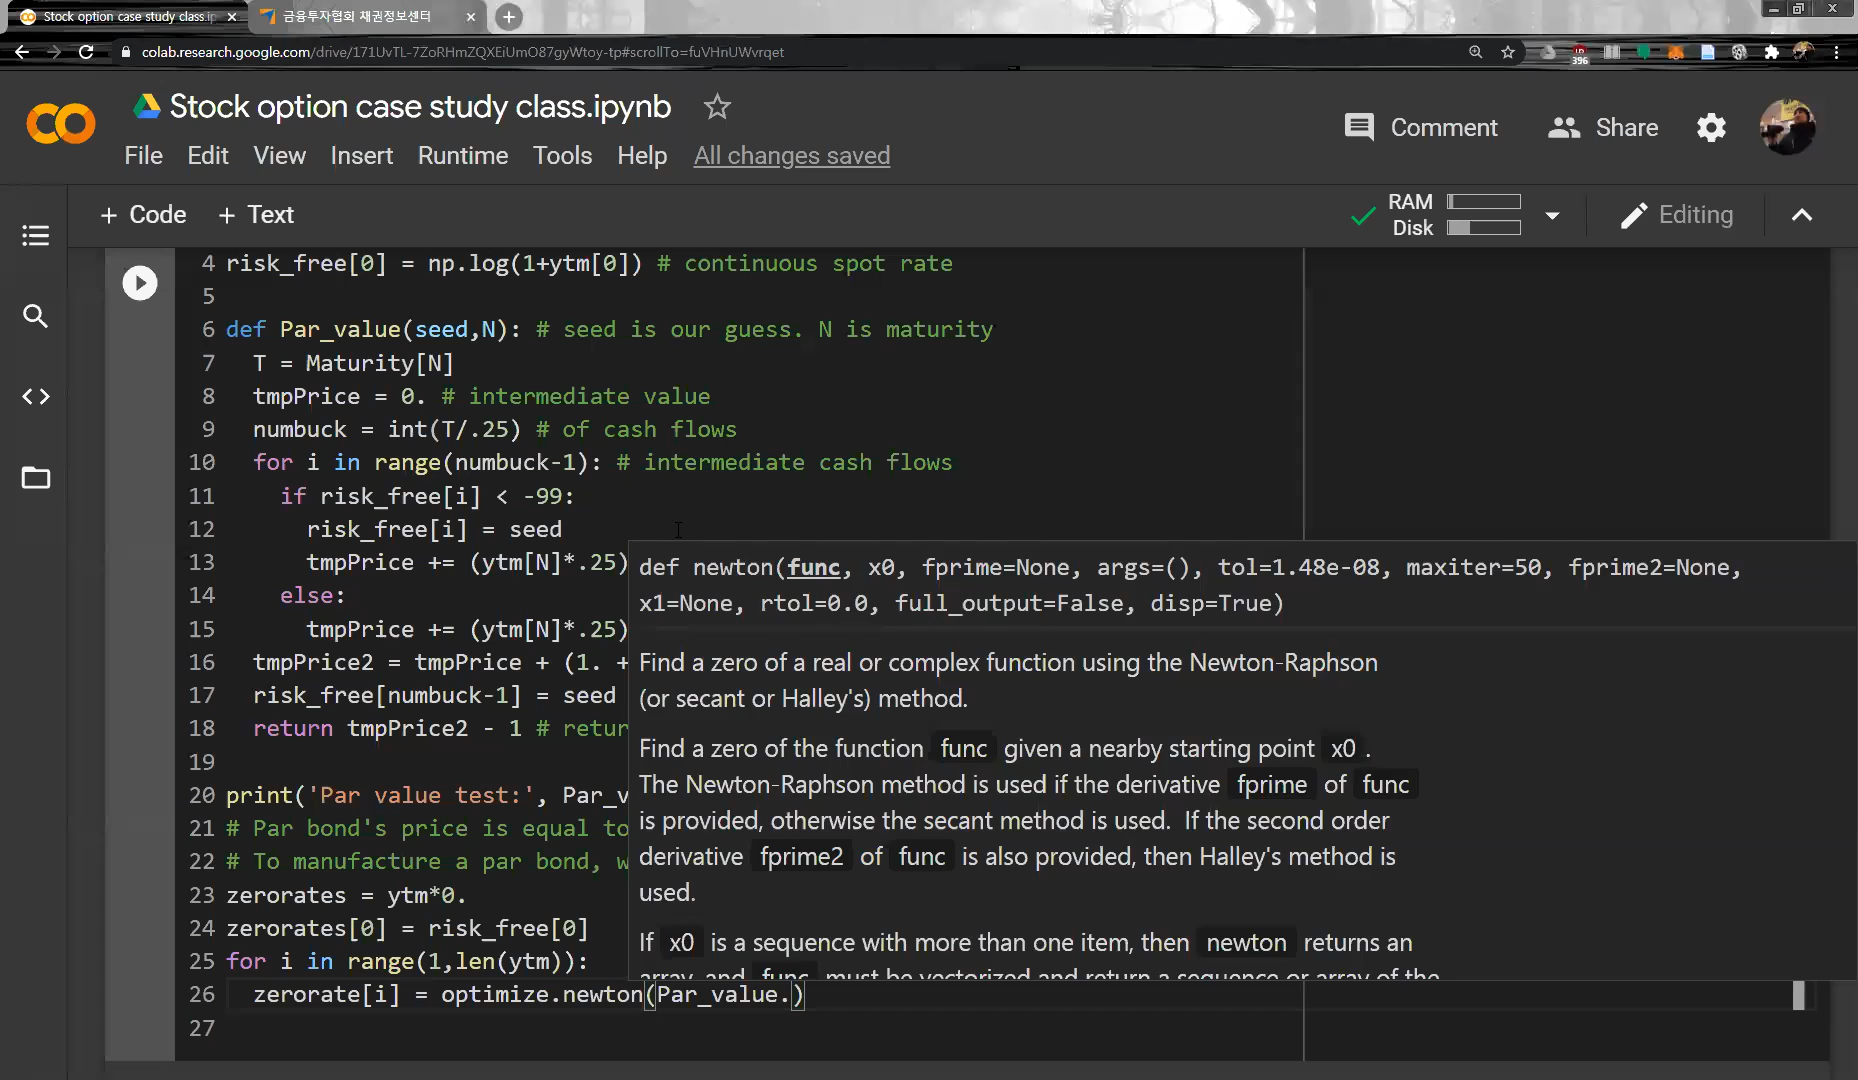 Stock option case study class.ip
금융투자협회 채권정보센터
colab.research.google.com/drive/171UvTL-7ZoRHmZQXEiUmO87gyWtoy-tp#scrollTo=fuVHnUWvrqet
396
Stock option case study class.ipynb
Comment
Share
File Edit View Insert Runtime Tools Help All changes saved
+ Code + Text
RAM
Disk
Editing
4 risk_free[0] = np.log(1+ytm[0]) # continuous spot rate
5
6 def Par_value(seed,N): # seed is our guess. N is maturity
7 T = Maturity[N]
8 tmpPrice = 0. # intermediate value
9 numbuck = int(T/.25) # of cash flows
10 for i in range(numbuck-1): # intermediate cash flows
11 if risk_free[i] < -99:
12 risk_free[i] = seed
13 tmpPrice += (ytm[N]*.25)
14 else:
15 tmpPrice += (ytm[N]*.25)
16 tmpPrice2 = tmpPrice + (1. +
17 risk_free[numbuck-1] = seed
18 return tmpPrice2 - 1 # retur
19
20 print('Par value test:', Par_v
21 # Par bond's price is equal to
22 # To manufacture a par bond, w
23 zerorates = ytm*0.
24 zerorates[0] = risk_free[0]
25 for i in range(1,len(ytm)):
26 zerorate[i] = optimize.newton(Par_value.)
27
def newton(func, x0, fprime=None, args=(), tol=1.48e-08, maxiter=50, fprime2=None,
x1=None, rtol=0.0, full_output=False, disp=True)
Find a zero of a real or complex function using the Newton-Raphson
(or secant or Halley's) method.
Find a zero of the function func given a nearby starting point x0 .
The Newton-Raphson method is used if the derivative fprime of func
is provided, otherwise the secant method is used. If the second order
derivative fprime2 of func is also provided, then Halley's method is
used.
If x0 is a sequence with more than one item, then newton returns an
array, and func must be vectorized and return a sequence or array of the